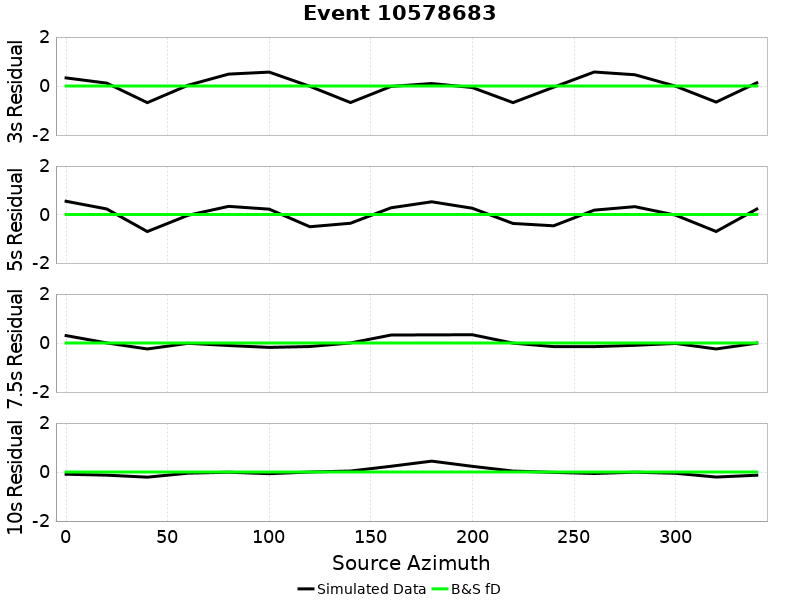 Event 10578683
3s Residual
2
0
-2
5s Residual
2
0
-2
7.5s Residual
2
0
-2
10s Residual
2
0
-2
0 50 100 150 200 250 300
Source Azimuth
Simulated Data B&S fD